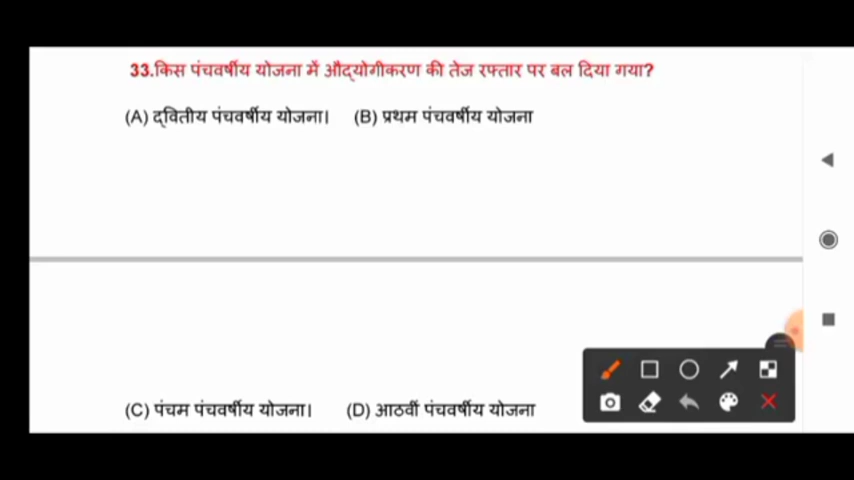 33.किस पंचवर्षीय योजना में औद्योगीकरण की तेज रफ्तार पर बल दिया गया?
(A) द्वितीय पंचवर्षीय योजना। (B) प्रथम पंचवर्षीय योजना
(C) पंचम पंचवर्षीय योजना। (D) आठवीं पंचवर्षीय योजना